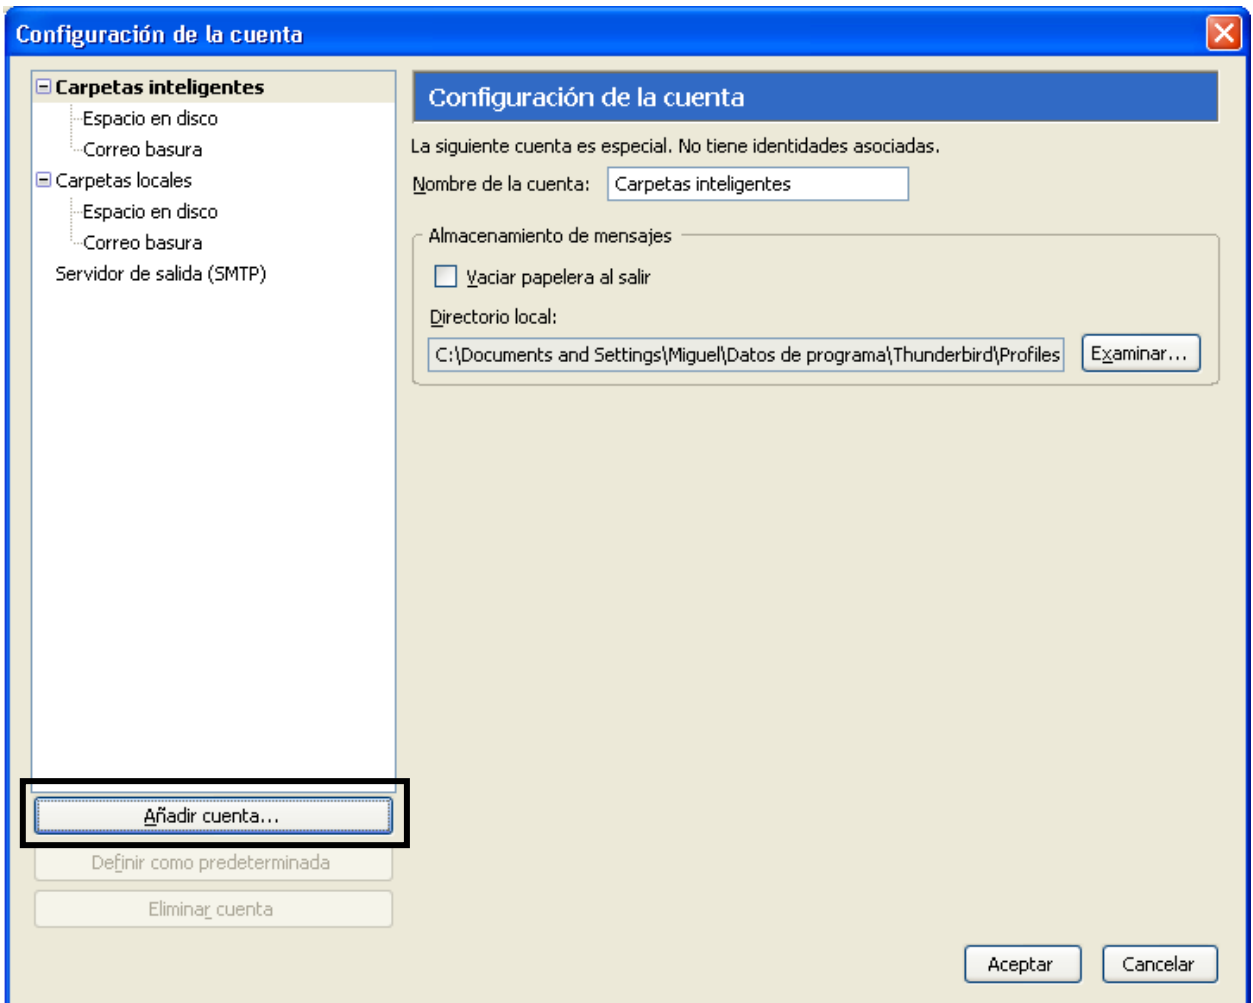 Configuración de la cuenta
Carpetas inteligentes
Espacio en disco
Correo basura
Carpetas locales
Espacio en disco
Correo basura
Servidor de salida (SMTP)
Añadir cuenta...
Definir como predeterminada
Eliminar cuenta
Configuración de la cuenta
La siguiente cuenta es especial. No tiene identidades asociadas.
Nombre de la cuenta: Carpetas inteligentes
Almacenamiento de mensajes
Vaciar papelera al salir
Directorio local:
C:\Documents and Settings\Miguel\Datos de programa\Thunderbird\Profiles Examinar...
Aceptar Cancelar